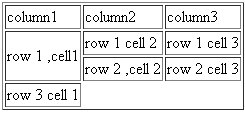 column1 column2 column3
row 1 ,cell1 row 1 cell 2 row 1 cell 3
row 2 ,cell 2 row 2 cell 3
row 3 cell 1